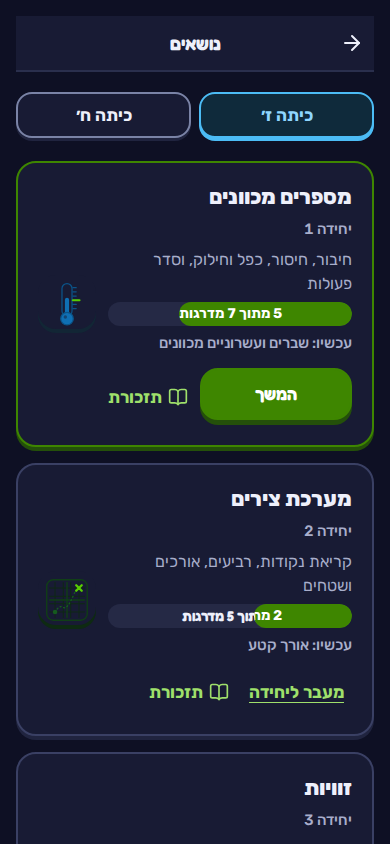 נושאים
כיתה ז׳
כיתה ח׳
מספרים מכוונים
יחידה 1
חיבור, חיסור, כפל וחילוק, וסדר
פעולות
5 מתוך 7 מדרגות
עכשיו: שברים ועשרוניים מכוונים
המשך
תזכורת
מערכת צירים
יחידה 2
קריאת נקודות, רביעים, אורכים
ושטחים
2 מתוך 5 מדרגות
עכשיו: אורך קטע
מעבר ליחידה
תזכורת
זוויות
יחידה 3